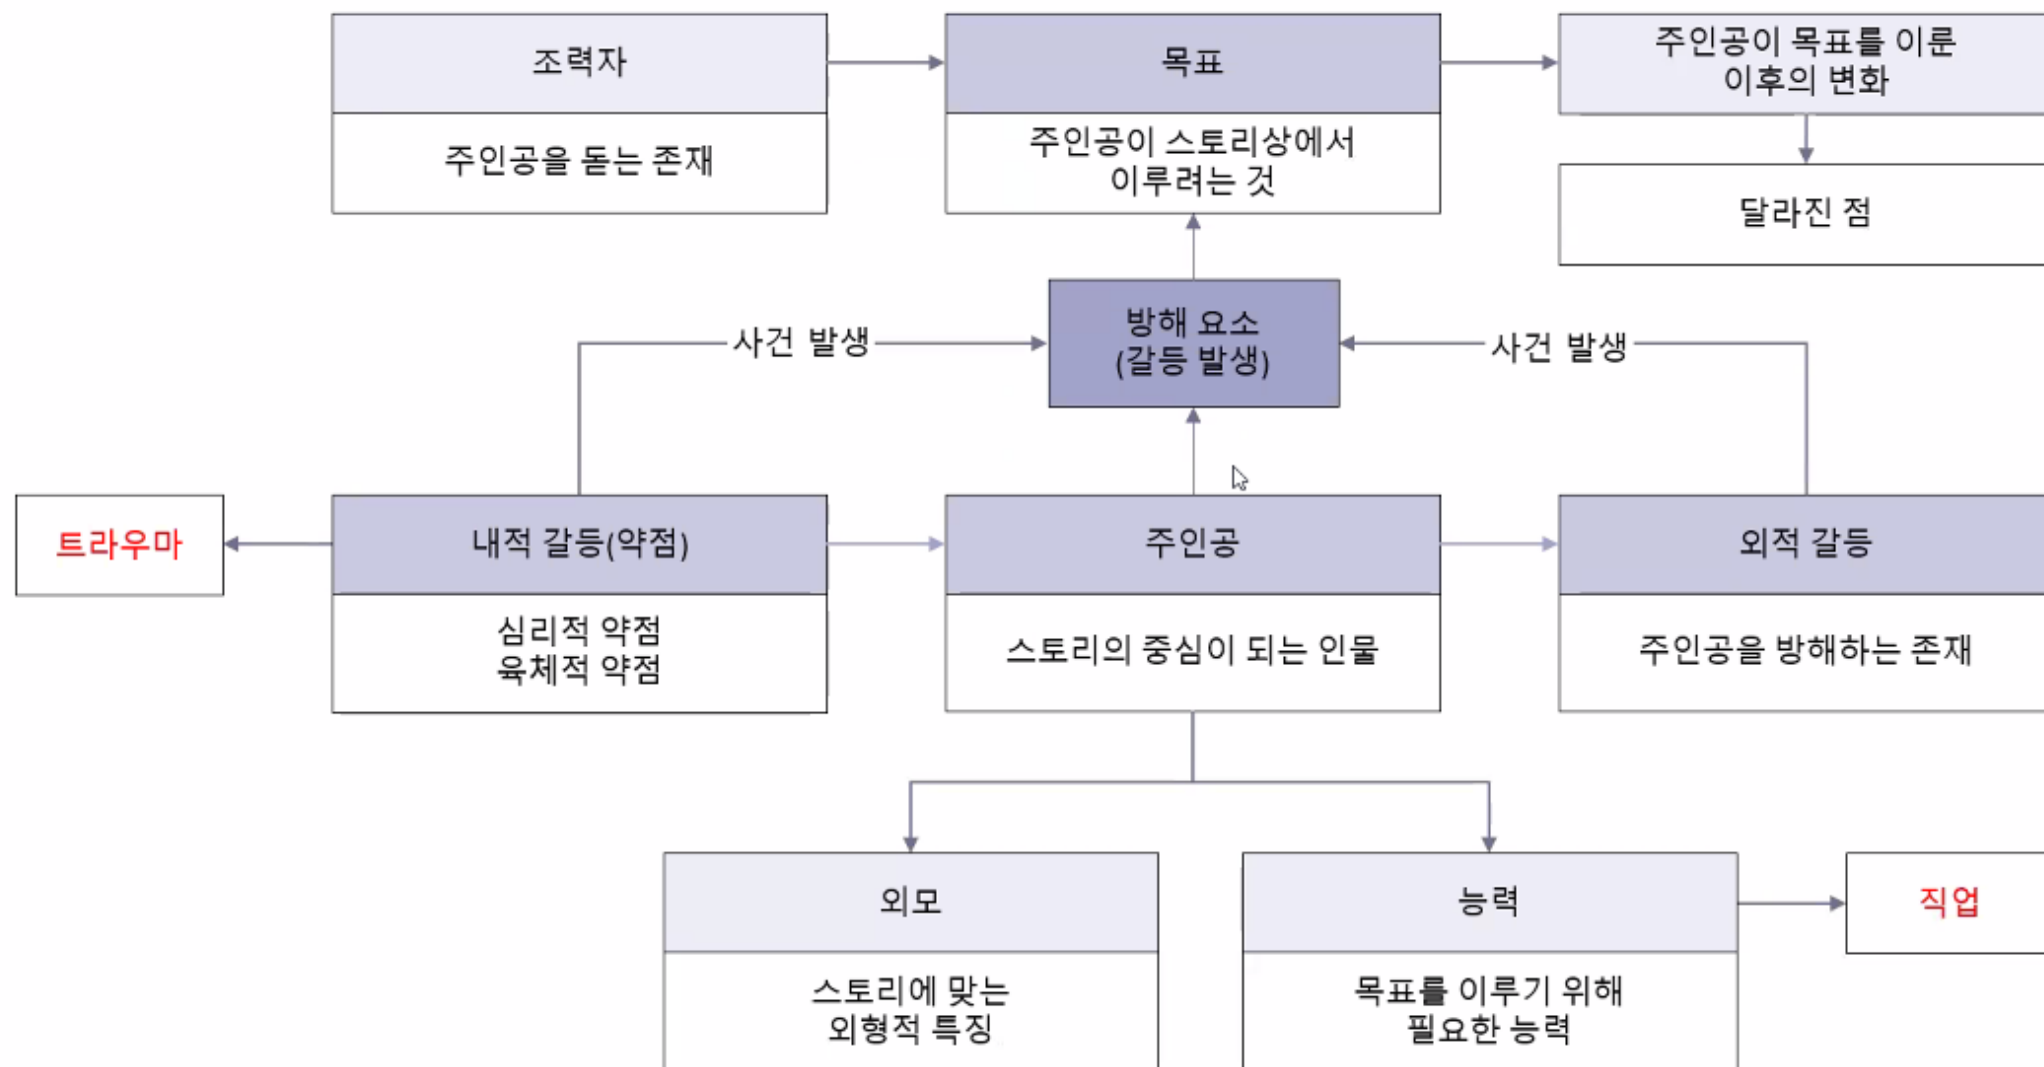 조력자
주인공을 돕는 존재
목표
주인공이 스토리상에서
이루려는 것
주인공이 목표를 이룬
이후의 변화
달라진 점
사건 발생
방해 요소
(갈등 발생)
사건 발생
트라우마
내적 갈등(약점)
심리적 약점
육체적 약점
주인공
스토리의 중심이 되는 인물
외적 갈등
주인공을 방해하는 존재
외모
스토리에 맞는
외형적 특징
능력
목표를 이루기 위해
필요한 능력
직업